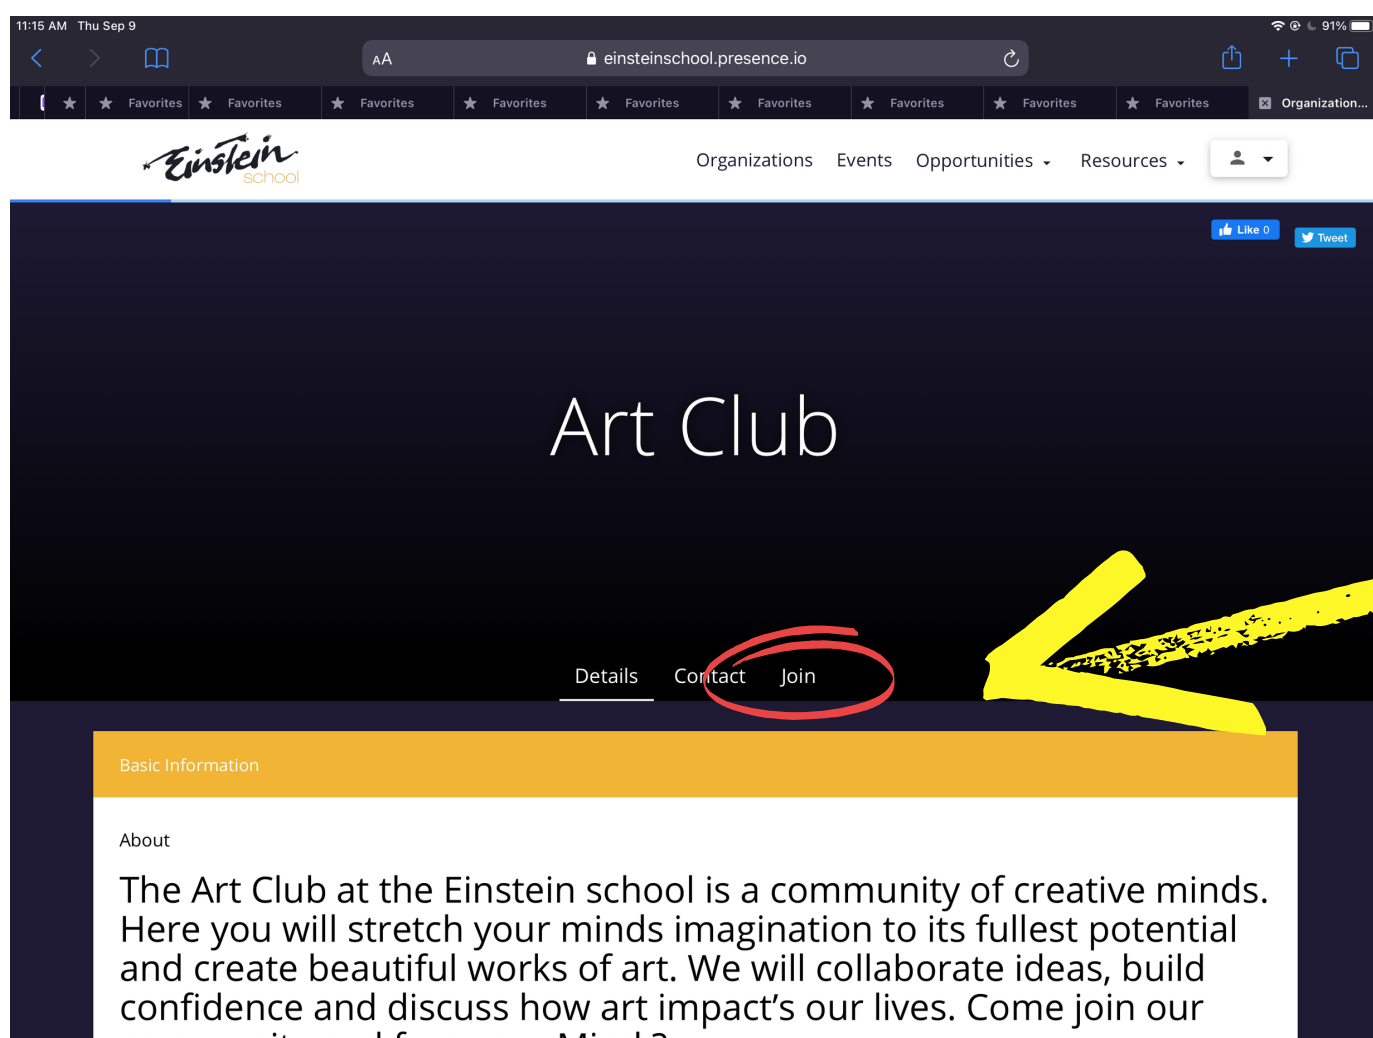 11:15 AM Thu Sep 9 91%
AA einsteinschool.presence.io
Favorites Favorites Favorites Favorites Favorites Favorites Favorites Favorites Favorites Organization...
Einstein
school
Organizations Events Opportunities Resources
Like 0
Tweet
Art Club
Details Contact Join
Basic Information
About
The Art Club at the Einstein school is a community of creative minds.
Here you will stretch your minds imagination to its fullest potential
and create beautiful works of art. We will collaborate ideas, build
confidence and discuss how art impact’s our lives. Come join our